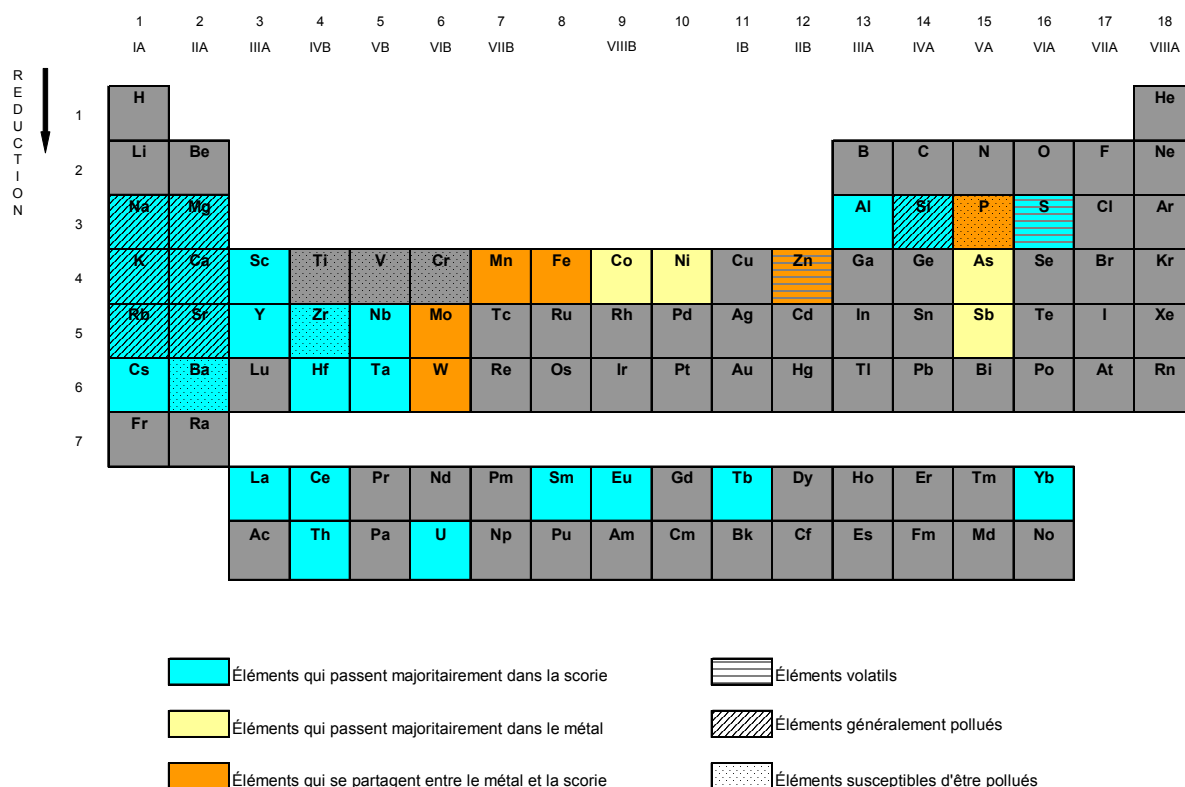 1 2 3 4 5 6 7 8 9 10 11 12 13 14 15 16 17 18
IA IIA IIIA IVB VB VIB VIIB VIIIB IB IIB IIIA IVA VA VIA VIIA VIIIA
REDUCTION
1 H He
2 Li Be B C N O F Ne
3 Na Mg Al Si P S Cl Ar
4 K Ca Sc Ti V Cr Mn Fe Co Ni Cu Zn Ga Ge As Se Br Kr
5 Rb Sr Y Zr Nb Mo Tc Ru Rh Pd Ag Cd In Sn Sb Te I Xe
6 Cs Ba Lu Hf Ta W Re Os Ir Pt Au Hg Tl Pb Bi Po At Rn
7 Fr Ra
La Ce Pr Nd Pm Sm Eu Gd Tb Dy Ho Er Tm Yb
Ac Th Pa U Np Pu Am Cm Bk Cf Es Fm Md No
Éléments qui passent majoritairement dans la scorie
Éléments volatils
Éléments qui passent majoritairement dans le métal
Éléments généralement pollués
Éléments qui se partagent entre le métal et la scorie
Éléments susceptibles d'être pollués